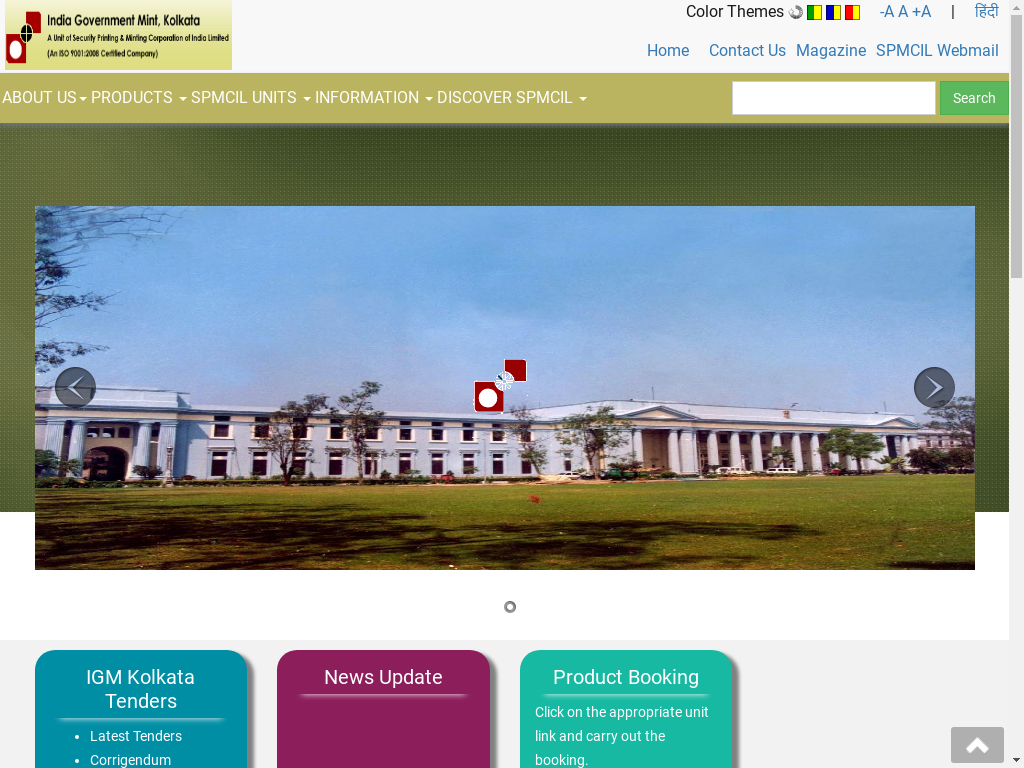 India Government Mint, Kolkata
A Unit of Security Printing & Minting Corporation of India Limited
(An ISO 9001:2008 Certified Company)
Color Themes -A A +A | हिंदी
Home Contact Us Magazine SPMCIL Webmail
ABOUT US PRODUCTS SPMCIL UNITS INFORMATION DISCOVER SPMCIL Search
IGM Kolkata
Tenders
Latest Tenders
Corrigendum
News Update
Product Booking
Click on the appropriate unit
link and carry out the
booking.